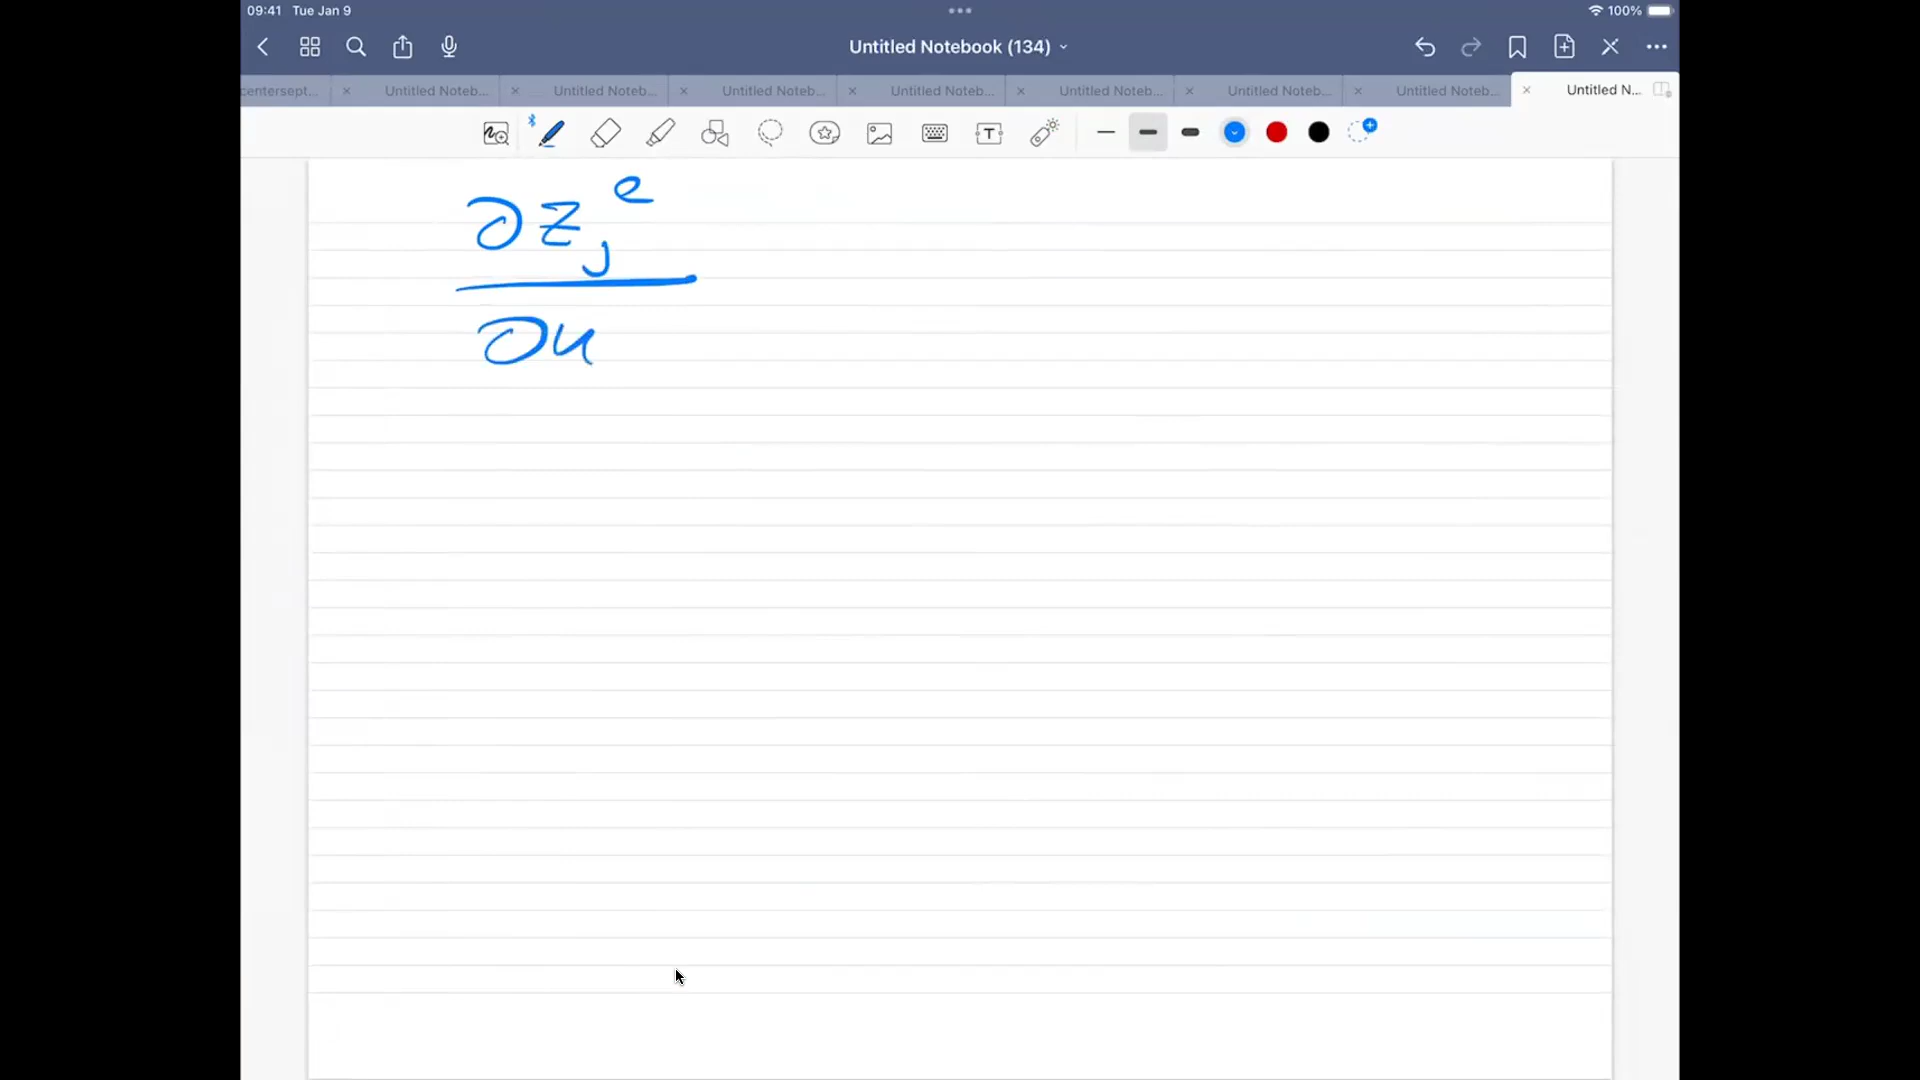 09:41 Tue Jan 9 100%
Untitled Notebook (134)
centersept... Untitled Noteb... Untitled Noteb... Untitled Noteb... Untitled Noteb... Untitled Noteb... Untitled Noteb... Untitled Noteb... Untitled N...
T
∂z_j^e
∂u